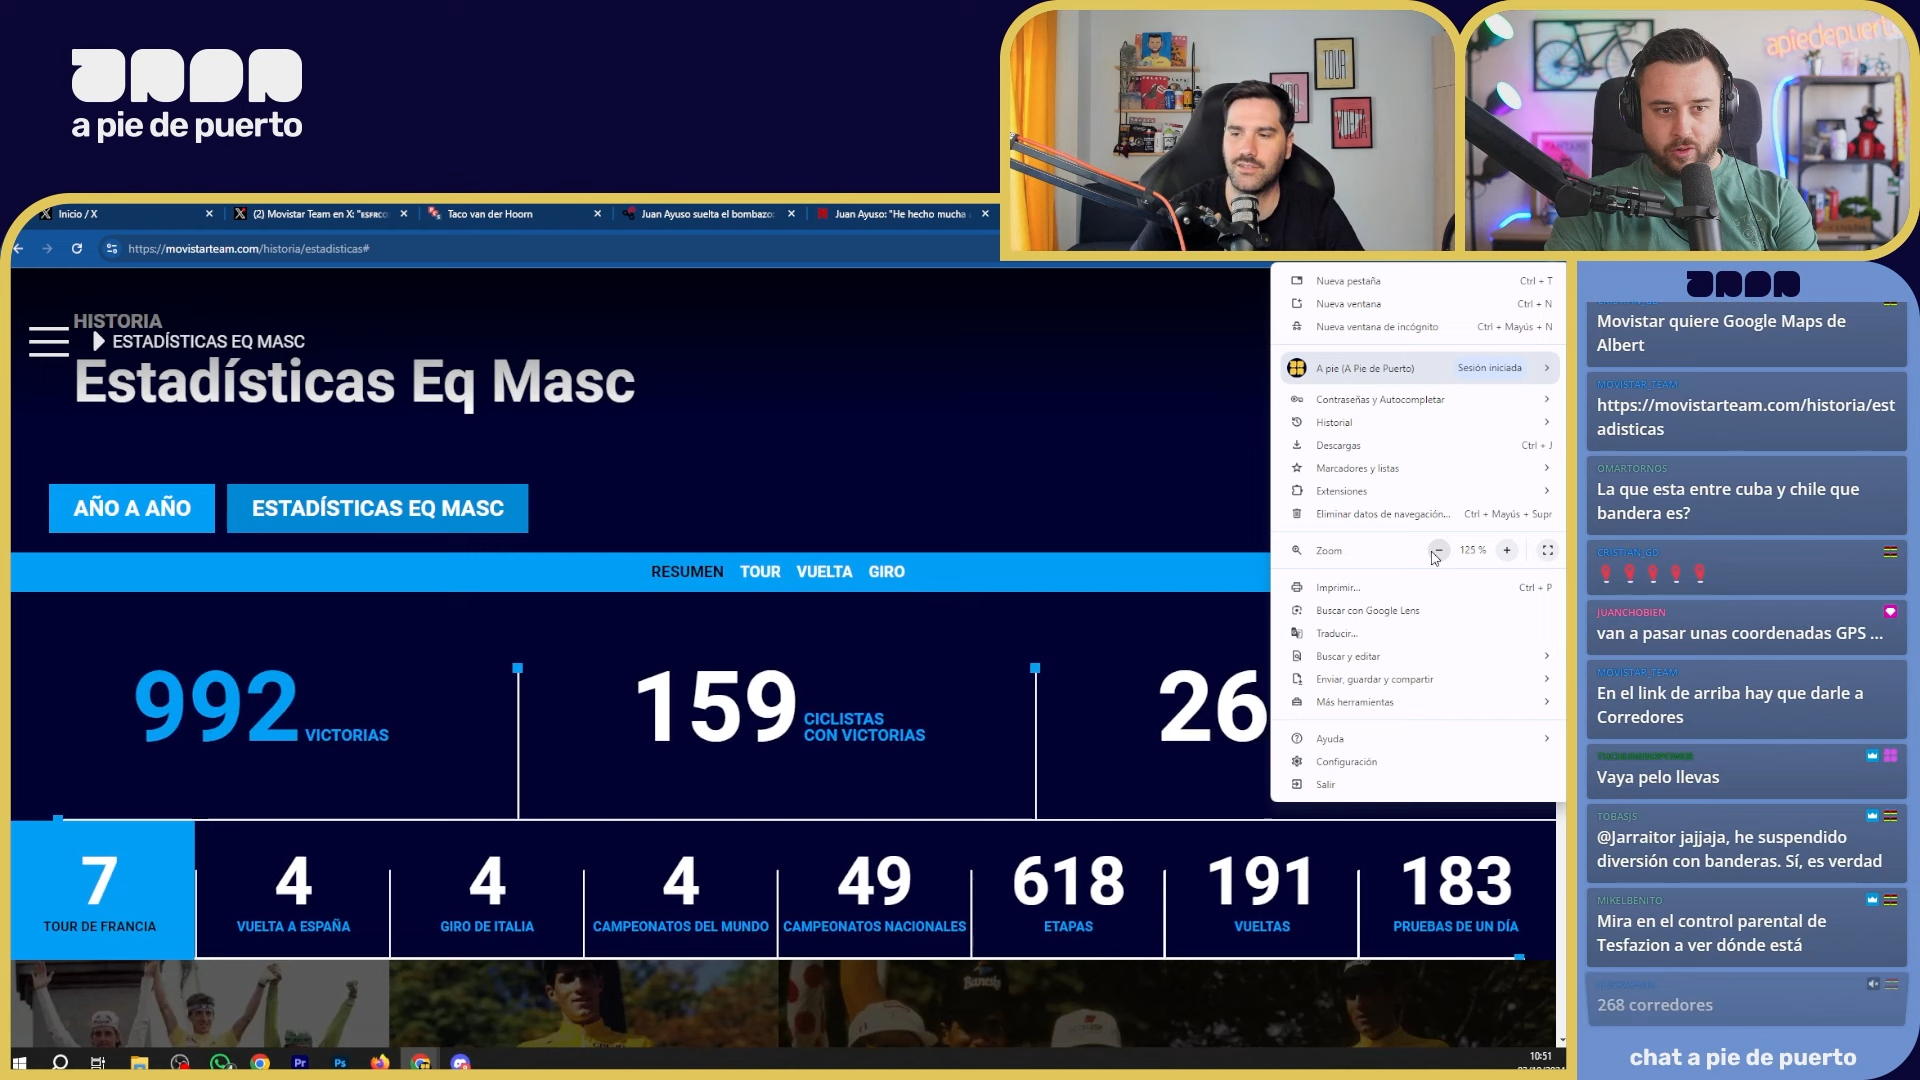 a pie de puerto
TOUR
VUELTA
apiedepuerto
Inicio / X
(2) Movistar Team en X: "ESFRCO
Taco van der Hoorn
Juan Ayuso suelta el bombazo:
Juan Ayuso: "He hecho mucha
https://movistarteam.com/historia/estadisticas#
HISTORIA
ESTADÍSTICAS EQ MASC
Estadísticas Eq Masc
AÑO A AÑO
ESTADÍSTICAS EQ MASC
RESUMEN TOUR VUELTA GIRO
992 VICTORIAS
159 CICLISTAS
CON VICTORIAS
26
7
TOUR DE FRANCIA
4
VUELTA A ESPAÑA
4
GIRO DE ITALIA
4
CAMPEONATOS DEL MUNDO
49
CAMPEONATOS NACIONALES
618
ETAPAS
191
VUELTAS
183
PRUEBAS DE UN DÍA
Banesto
Nueva pestaña Ctrl + T
Nueva ventana Ctrl + N
Nueva ventana de incógnito Ctrl + Mayús + N
A pie (A Pie de Puerto) Sesión iniciada
Contraseñas y Autocompletar
Historial
Descargas Ctrl + J
Marcadores y listas
Extensiones
Eliminar datos de navegación... Ctrl + Mayús + Supr
Zoom − 125 % +
Imprimir... Ctrl + P
Buscar con Google Lens
Traducir...
Buscar y editar
Enviar, guardar y compartir
Más herramientas
Ayuda
Configuración
Salir
Pr
Ps
10:51
Movistar quiere Google Maps de
Albert
MOVISTAR_TEAM
https://movistarteam.com/historia/est
adisticas
OMARTORNOS
La que esta entre cuba y chile que
bandera es?
CRISTIAN_GD
JUANCHOBIEN
van a pasar unas coordenadas GPS ...
MOVISTAR_TEAM
En el link de arriba hay que darle a
Corredores
Vaya pelo llevas
TOBASJS
@Jarraitor jajjaja, he suspendido
diversión con banderas. Sí, es verdad
MIKELBENITO
Mira en el control parental de
Tesfazion a ver dónde está
268 corredores
chat a pie de puerto